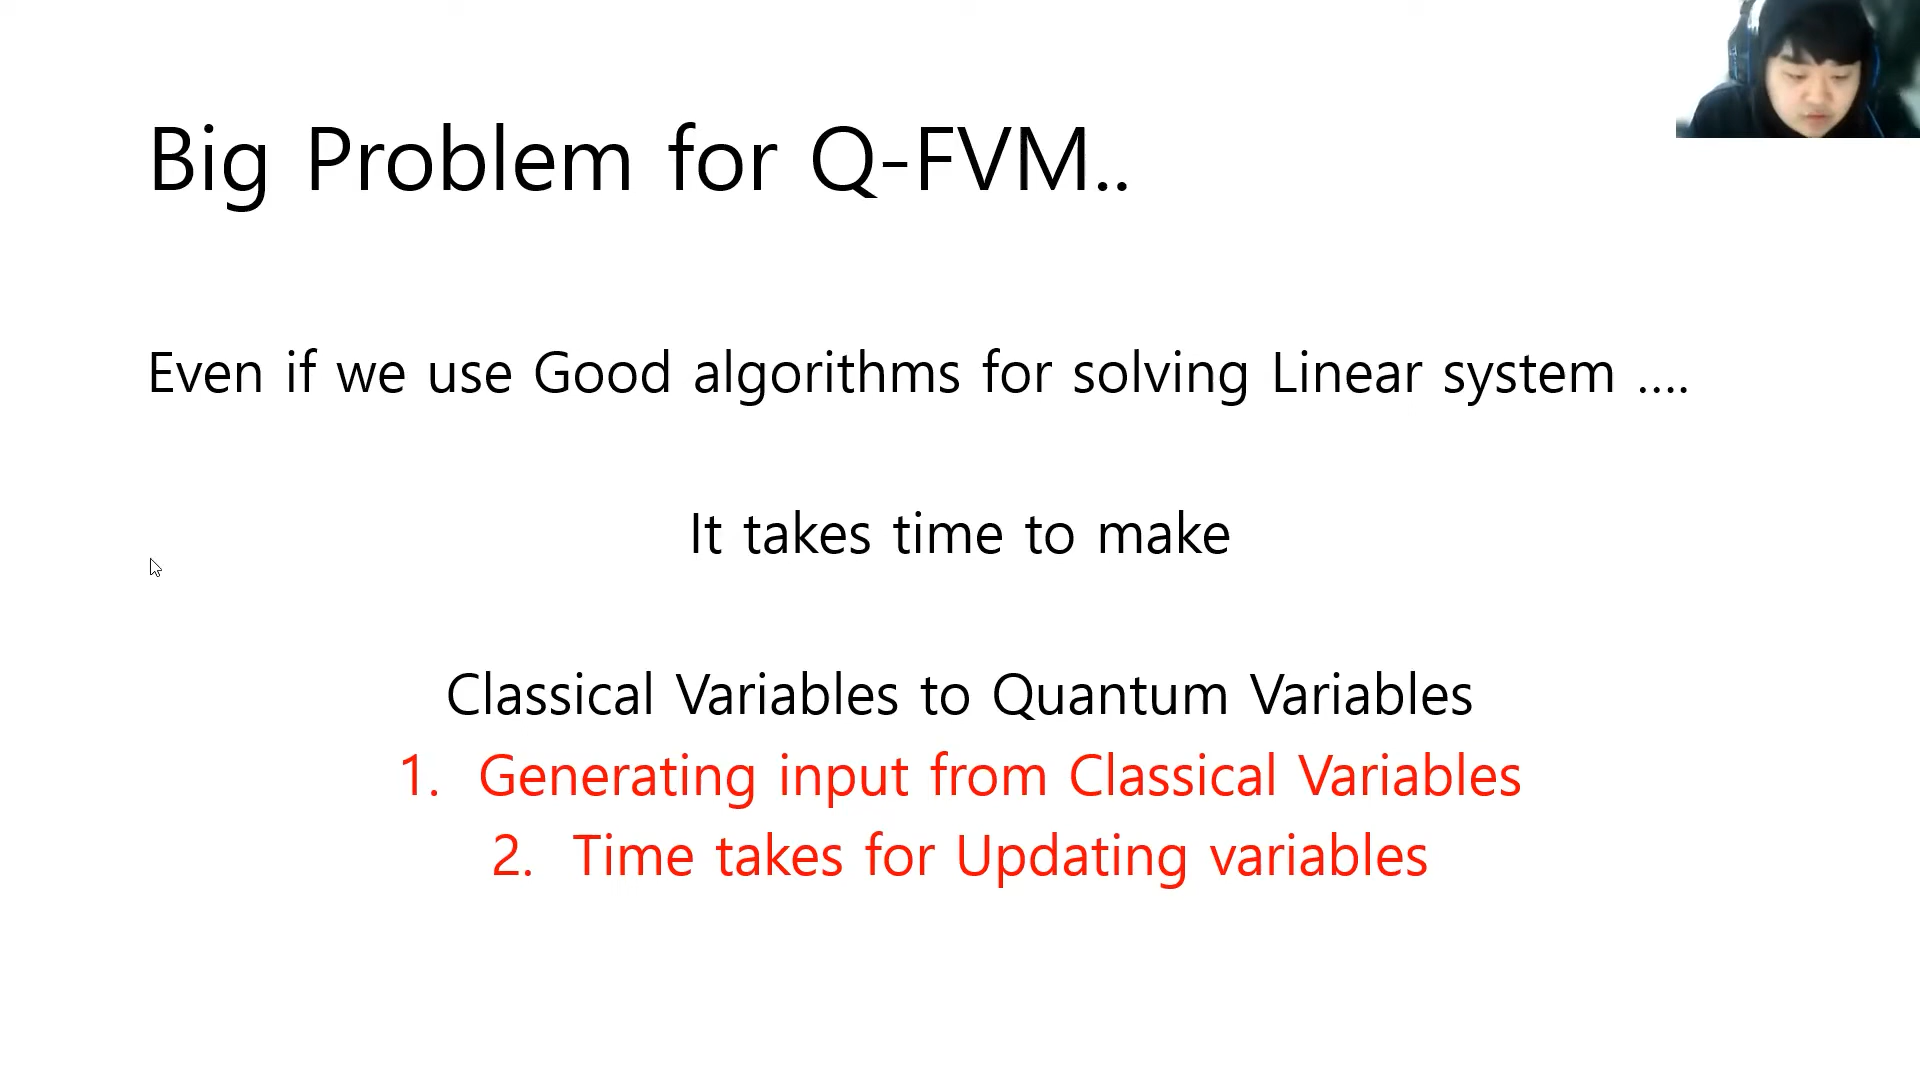 Big Problem for Q-FVM..
Even if we use Good algorithms for solving Linear system ....
It takes time to make
Classical Variables to Quantum Variables
1. Generating input from Classical Variables
2. Time takes for Updating variables